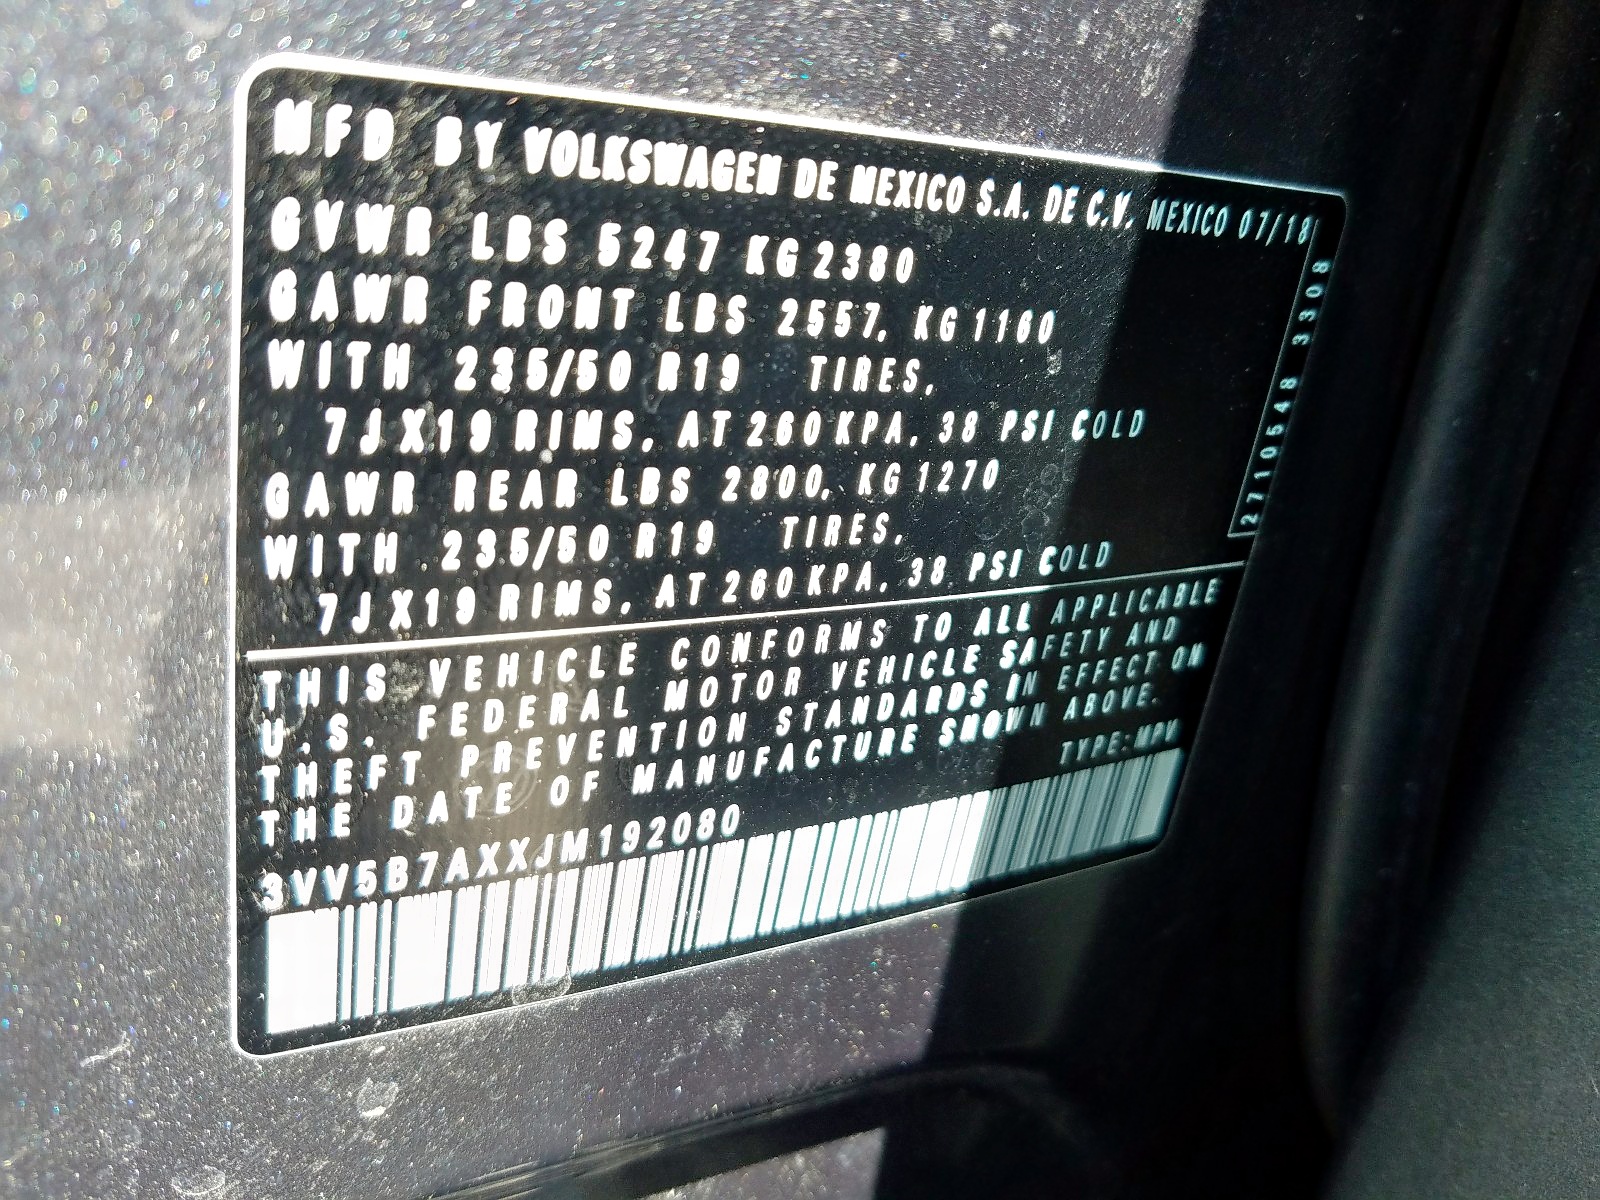 MFD BY VOLKSWAGEN DE MEXICO S.A. DE C.V. MEXICO 07/18
GVWR LBS 5247 KG 2380
GAWR FRONT LBS 2557, KG 1160
WITH 235/50 R19 TIRES,
7JX19 RIMS, AT 260 KPA, 38 PSI COLD
GAWR REAR LBS 2800, KG 1270
WITH 235/50 R19 TIRES,
7JX19 RIMS, AT 260 KPA, 38 PSI COLD
2710548 3308
THIS VEHICLE CONFORMS TO ALL APPLICABLE
U.S. FEDERAL MOTOR VEHICLE SAFETY AND
THEFT PREVENTION STANDARDS IN EFFECT ON
THE DATE OF MANUFACTURE SHOWN ABOVE.
3VV5B7AXXJM192080 TYPE:MPV